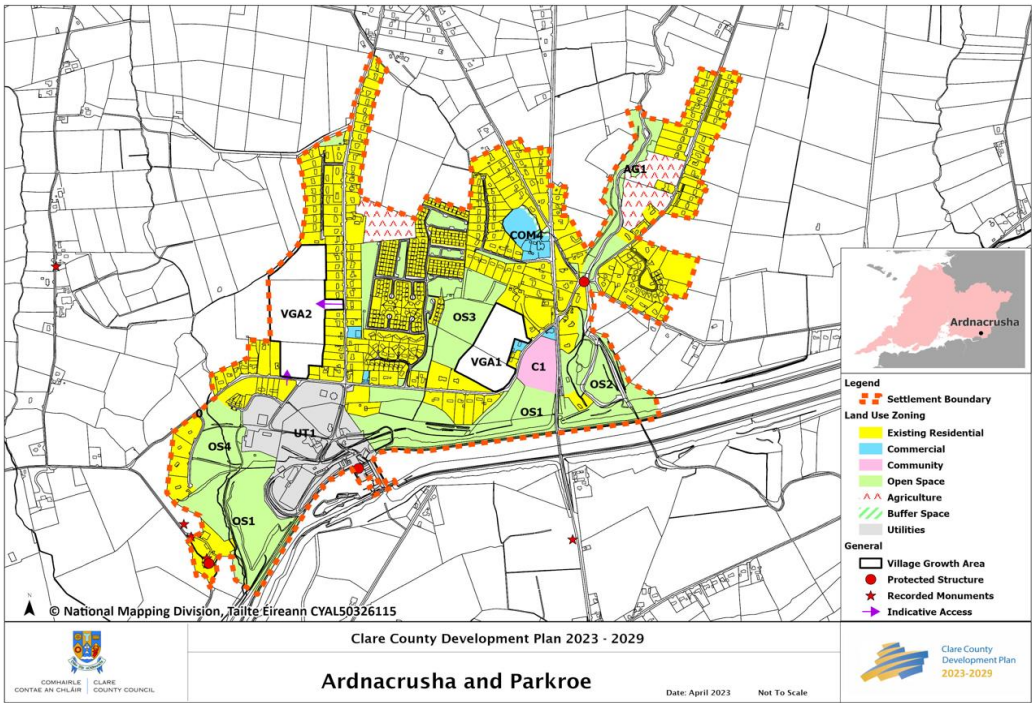 AG1
COM4
VGA2
OS3
VGA1
C1
OS2
OS1
UT1
OS4
OS1
N
© National Mapping Division, Tailte Éireann CYAL50326115
Ardnacrusha
Legend
Settlement Boundary
Land Use Zoning
Existing Residential
Commercial
Community
Open Space
Agriculture
Buffer Space
Utilities
General
Village Growth Area
Protected Structure
Recorded Monuments
Indicative Access
COMHAIRLE CONTAE AN CHLÁIR
CLARE COUNTY COUNCIL
Clare County Development Plan 2023 - 2029
Ardnacrusha and Parkroe
Date: April 2023 Not To Scale
Clare County
Development Plan
2023-2029